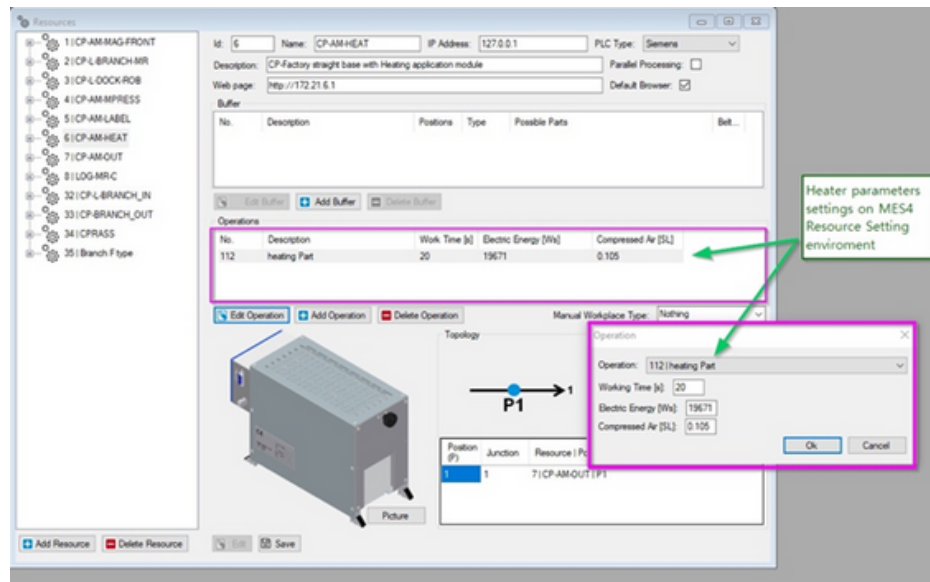 Resources
1 | CP-AM-MAG-FRONT
2 | CP-L-BRANCH-MR
3 | CP-L-DOCK-ROB
4 | CP-AM-MPRESS
5 | CP-AM-LABEL
6 | CP-AM-HEAT
7 | CP-AM-OUT
8 | LOG-MR-C
32 | CP-L-BRANCH_IN
33 | CP-BRANCH_OUT
34 | CPRASS
35 | Branch F type
Add Resource Delete Resource
Id: 6 Name: CP-AM-HEAT IP Address: 127.0.0.1 PLC Type: Siemens
Description: CP-Factory straight base with Heating application module Parallel Processing:
Web page: http://172.21.6.1 Default Browser:
Buffer
No. Description Positions Type Possible Parts Belt...
Edit Buffer Add Buffer Delete Buffer
Operations
No. Description Work Time [s] Electric Energy [Ws] Compressed Air [SL]
112 heating Part 20 19671 0.105
Edit Operation Add Operation Delete Operation Manual Workplace Type: Nothing
Topology
P1 1
Position (P) Junction Resource | Po
1 1 7 | CP-AM-OUT | P1
Picture
Edit Save
Heater parameters
settings on MES4
Resource Setting
enviroment
Operation
Operation: 112 | heating Part
Working Time [s]: 20
Electric Energy [Ws]: 19671
Compressed Air [SL]: 0.105
Ok Cancel